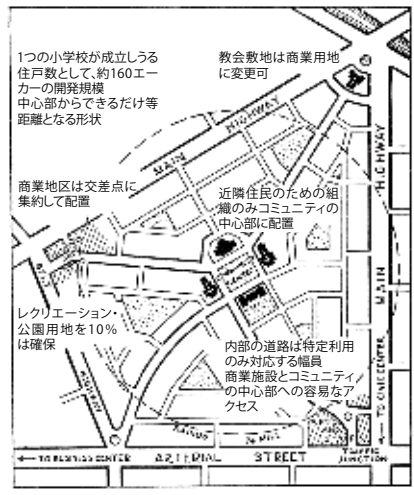 1つの小学校が成立しうる
住戸数として、約160エー
カーの開発規模
中心部からできるだけ等
距離となる形状
教会敷地は商業用地
に変更可
MAIN HIGHWAY
HIGHWAY
商業地区は交差点に
集約して配置
近隣住民のための組
織のみコミュニティの
中心部に配置
MAIN
レクリエーション・
公園用地を10%
は確保
内部の道路は特定利用
のみ対応する幅員
商業施設とコミュニティ
の中心部への容易なア
クセス
TO CIVIC CENTER
RADIUS ¼ MILE
TRAFFIC
JUNCTION
TO BUSINESS CENTER ARTERIAL STREET